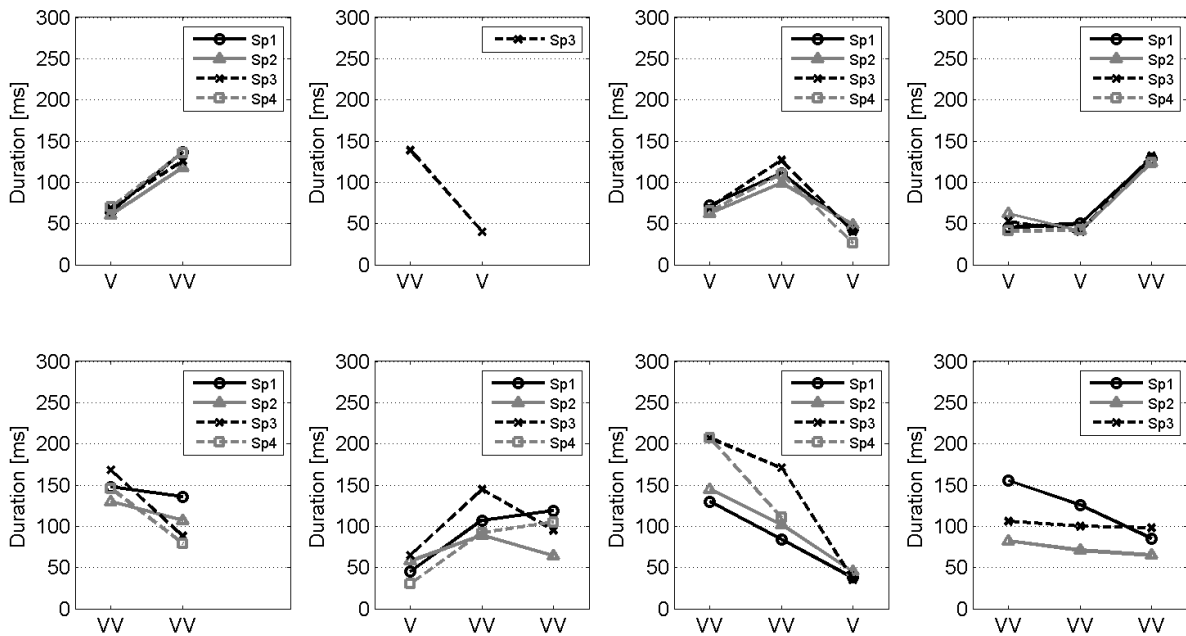 300
250
200
150
100
50
0
Duration [ms]
Sp1
Sp2
Sp3
Sp4
V VV
300
250
200
150
100
50
0
Duration [ms]
Sp3
VV V
300
250
200
150
100
50
0
Duration [ms]
Sp1
Sp2
Sp3
Sp4
V VV V
300
250
200
150
100
50
0
Duration [ms]
Sp1
Sp2
Sp3
Sp4
V V VV
300
250
200
150
100
50
0
Duration [ms]
Sp1
Sp2
Sp3
Sp4
VV VV
300
250
200
150
100
50
0
Duration [ms]
Sp1
Sp2
Sp3
Sp4
V VV VV
300
250
200
150
100
50
0
Duration [ms]
Sp1
Sp2
Sp3
Sp4
VV VV V
300
250
200
150
100
50
0
Duration [ms]
Sp1
Sp2
Sp3
VV VV VV